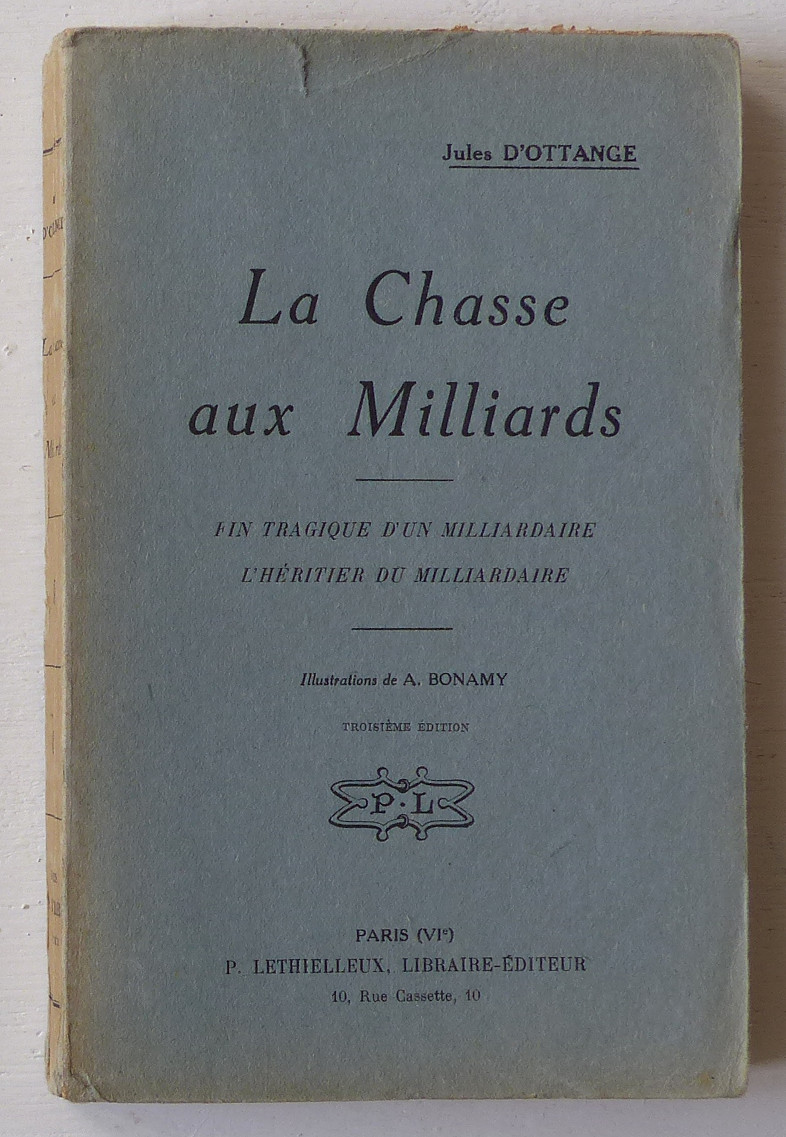 Jules D'OTTANGE
La Chasse
aux Milliards
FIN TRAGIQUE D'UN MILLIARDAIRE
L'HÉRITIER DU MILLIARDAIRE
Illustrations de A. BONAMY
TROISIÈME ÉDITION
P. L
PARIS (VIe)
P. LETHIELLEUX, LIBRAIRE-ÉDITEUR
10, Rue Cassette, 10